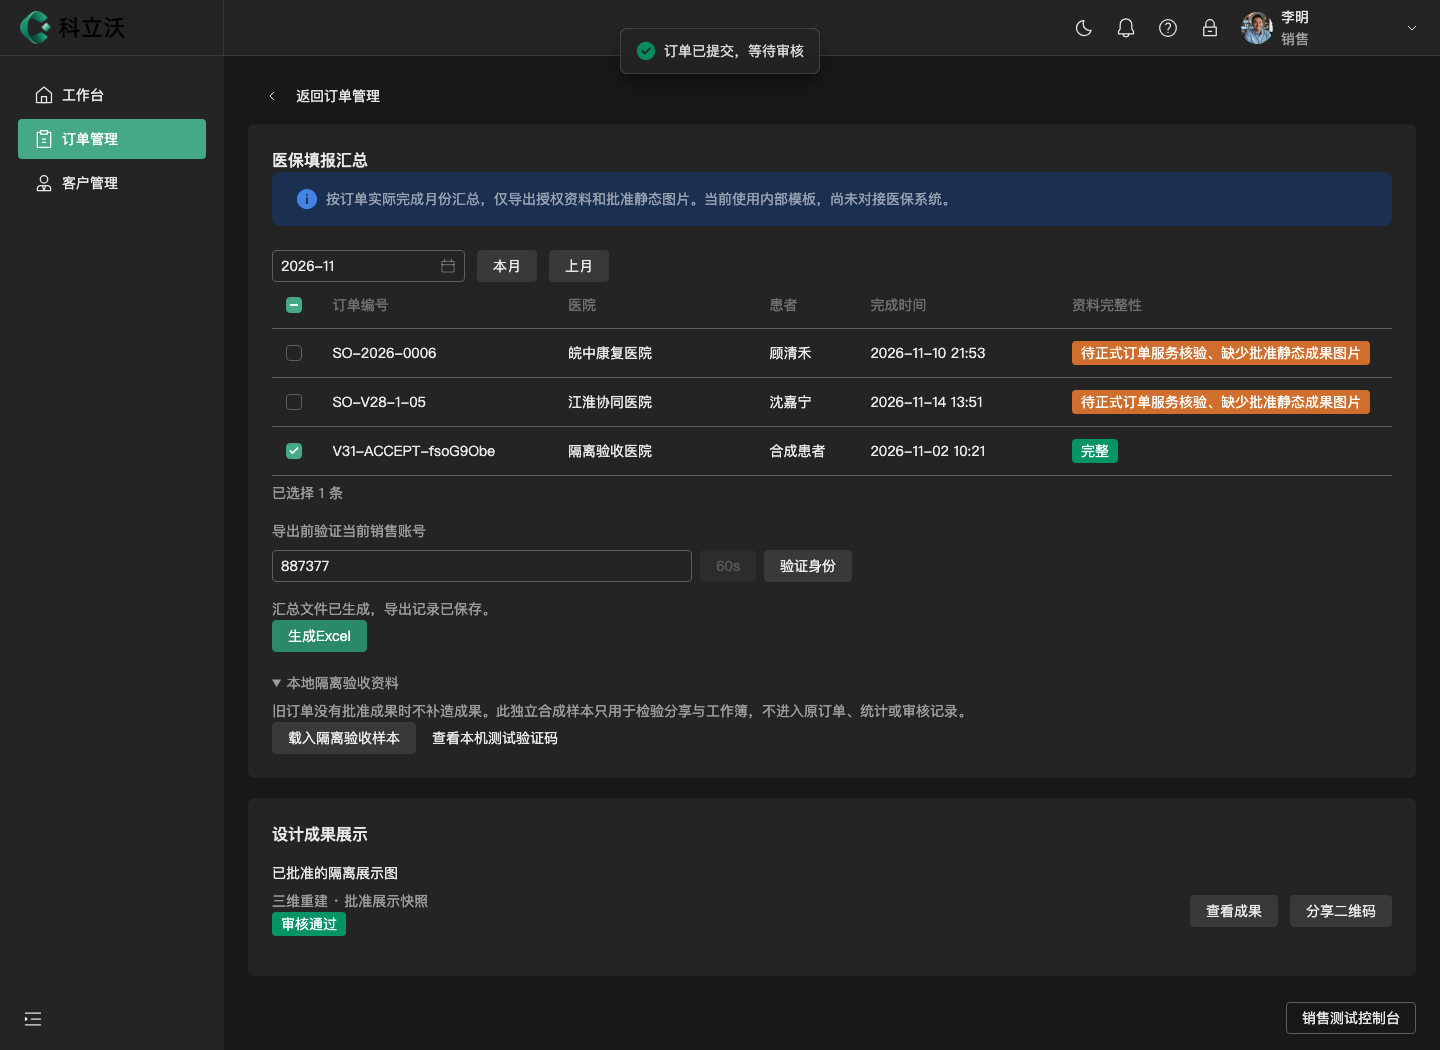 科立沃
订单已提交，等待审核
李明
销售
工作台
订单管理
客户管理
返回订单管理
医保填报汇总
按订单实际完成月份汇总，仅导出授权资料和批准静态图片。当前使用内部模板，尚未对接医保系统。
2026-11 本月 上月
订单编号 医院 患者 完成时间 资料完整性
SO-2026-0006 皖中康复医院 顾清禾 2026-11-10 21:53 待正式订单服务核验、缺少批准静态成果图片
SO-V28-1-05 江淮协同医院 沈嘉宁 2026-11-14 13:51 待正式订单服务核验、缺少批准静态成果图片
V31-ACCEPT-fsoG9Obe 隔离验收医院 合成患者 2026-11-02 10:21 完整
已选择 1 条
导出前验证当前销售账号
887377 60s 验证身份
汇总文件已生成，导出记录已保存。
生成Excel
▼ 本地隔离验收资料
旧订单没有批准成果时不补造成果。此独立合成样本只用于检验分享与工作簿，不进入原订单、统计或审核记录。
载入隔离验收样本 查看本机测试验证码
设计成果展示
已批准的隔离展示图
三维重建 · 批准展示快照
审核通过
查看成果 分享二维码
销售测试控制台